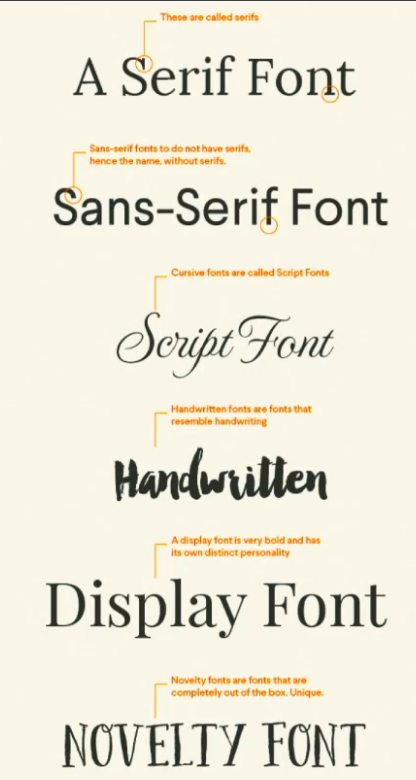 These are called serifs
A Serif Font
Sans-serif fonts to do not have serifs,
hence the name, without serifs.
Sans-Serif Font
Cursive fonts are called Script Fonts
Script Font
Handwritten fonts are fonts that
resemble handwriting
Handwritten
A display font is very bold and has
its own distinct personality
Display Font
Novelty fonts are fonts that are
completely out of the box. Unique.
NOVELTY FONT